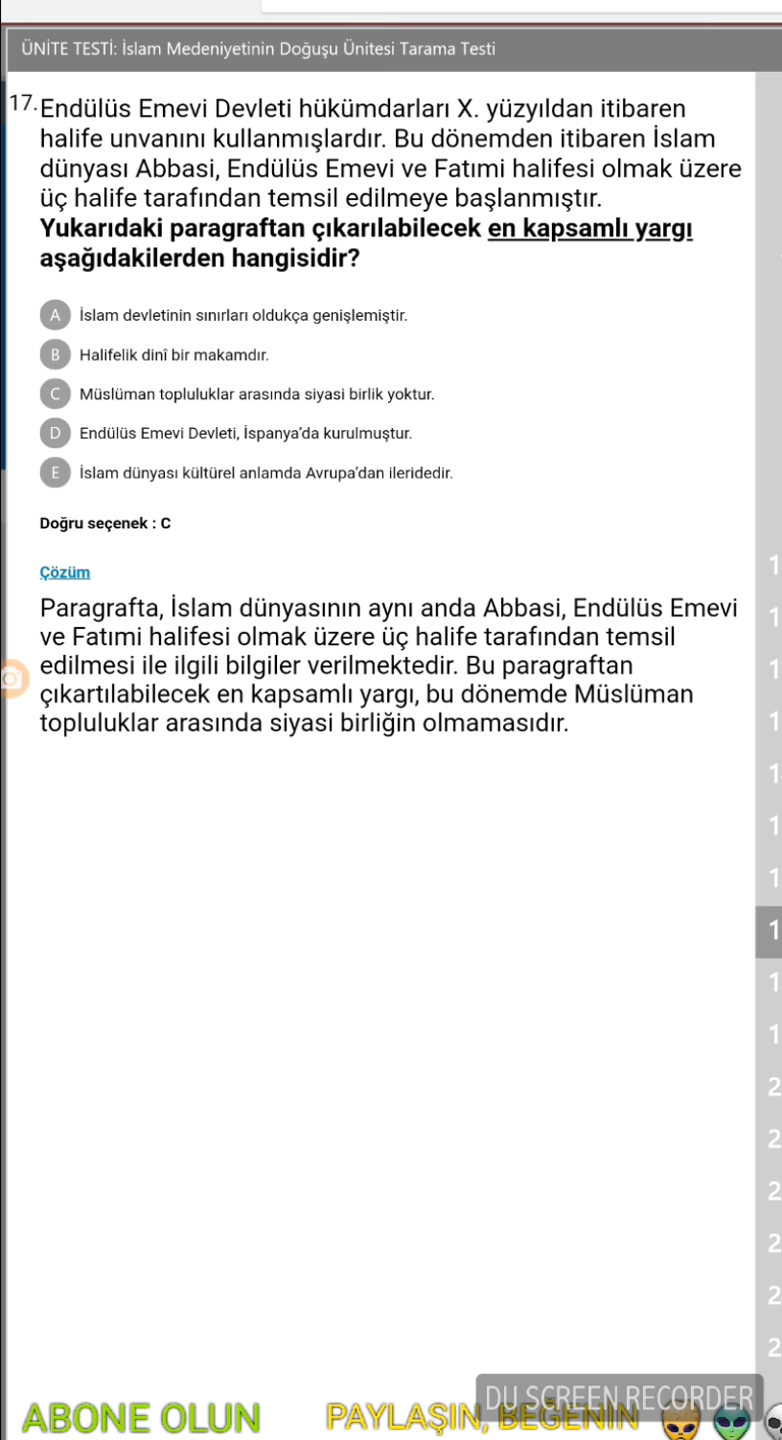 ÜNİTE TESTİ: İslam Medeniyetinin Doğuşu Ünitesi Tarama Testi
17. Endülüs Emevi Devleti hükümdarları X. yüzyıldan itibaren
halife unvanını kullanmışlardır. Bu dönemden itibaren İslam
dünyası Abbasi, Endülüs Emevi ve Fatımi halifesi olmak üzere
üç halife tarafından temsil edilmeye başlanmıştır.
Yukarıdaki paragraftan çıkarılabilecek en kapsamlı yargı
aşağıdakilerden hangisidir?
A İslam devletinin sınırları oldukça genişlemiştir.
B Halifelik dinî bir makamdır.
C Müslüman topluluklar arasında siyasi birlik yoktur.
D Endülüs Emevi Devleti, İspanya’da kurulmuştur.
E İslam dünyası kültürel anlamda Avrupa’dan ileridedir.
Doğru seçenek : C
Çözüm
Paragrafta, İslam dünyasının aynı anda Abbasi, Endülüs Emevi
ve Fatımi halifesi olmak üzere üç halife tarafından temsil
edilmesi ile ilgili bilgiler verilmektedir. Bu paragraftan
çıkartılabilecek en kapsamlı yargı, bu dönemde Müslüman
topluluklar arasında siyasi birliğin olmamasıdır.
DU SCREEN RECORDER
ABONE OLUN PAYLAŞIN, BEĞENİN